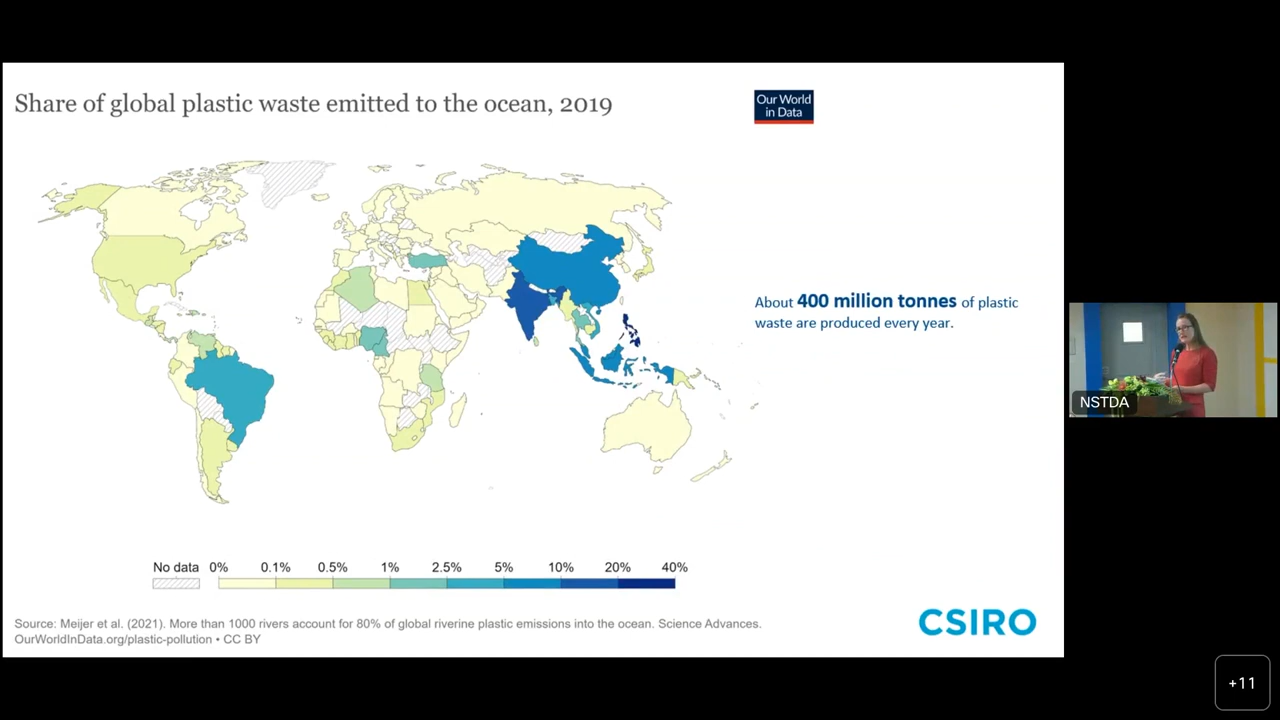 Share of global plastic waste emitted to the ocean, 2019
Our World
in Data
About 400 million tonnes of plastic
waste are produced every year.
NSTDA
No data 0% 0.1% 0.5% 1% 2.5% 5% 10% 20% 40%
Source: Meijer et al. (2021). More than 1000 rivers account for 80% of global riverine plastic emissions into the ocean. Science Advances.
OurWorldInData.org/plastic-pollution • CC BY
CSIRO
+11